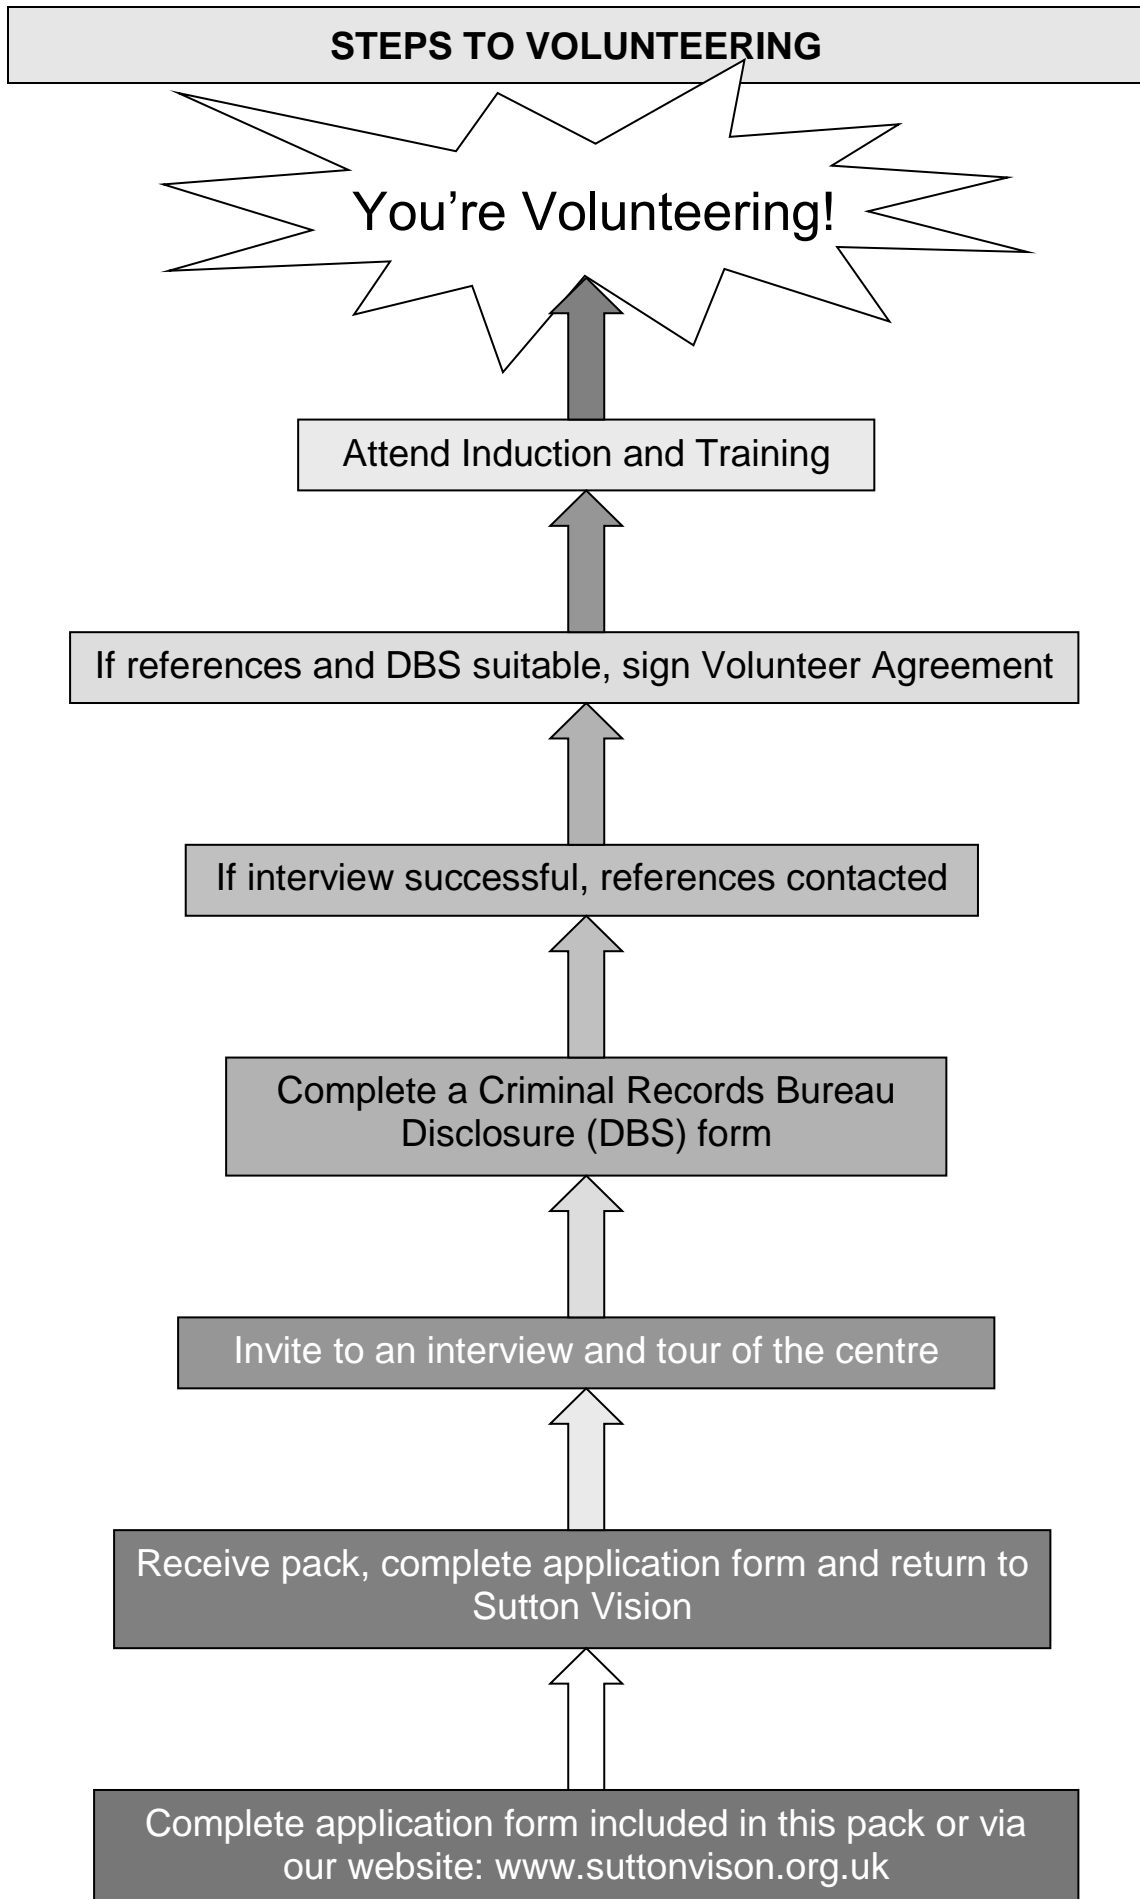 STEPS TO VOLUNTEERING
You're Volunteering!
Attend Induction and Training
If references and DBS suitable, sign Volunteer Agreement
If interview successful, references contacted
Complete a Criminal Records Bureau
Disclosure (DBS) form
Invite to an interview and tour of the centre
Receive pack, complete application form and return to
Sutton Vision
Complete application form included in this pack or via
our website: www.suttonvison.org.uk